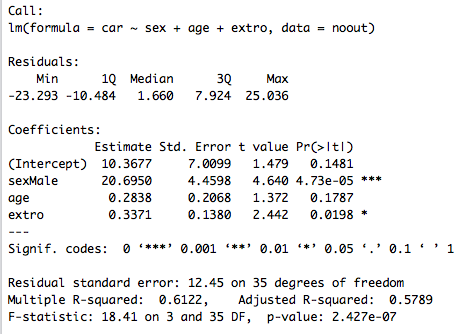 Call:
lm(formula = car ~ sex + age + extro, data = noout)
Residuals:
Min 1Q Median 3Q Max
-23.293 -10.484 1.660 7.924 25.036
Coefficients:
Estimate Std. Error t value Pr(>|t|)
(Intercept) 10.3677 7.0099 1.479 0.1481
sexMale 20.6950 4.4598 4.640 4.73e-05 ***
age 0.2838 0.2068 1.372 0.1787
extro 0.3371 0.1380 2.442 0.0198 *
---
Signif. codes: 0 ‘***’ 0.001 ‘**’ 0.01 ‘*’ 0.05 ‘.’ 0.1 ‘ ’ 1
Residual standard error: 12.45 on 35 degrees of freedom
Multiple R-squared: 0.6122, Adjusted R-squared: 0.5789
F-statistic: 18.41 on 3 and 35 DF, p-value: 2.427e-07